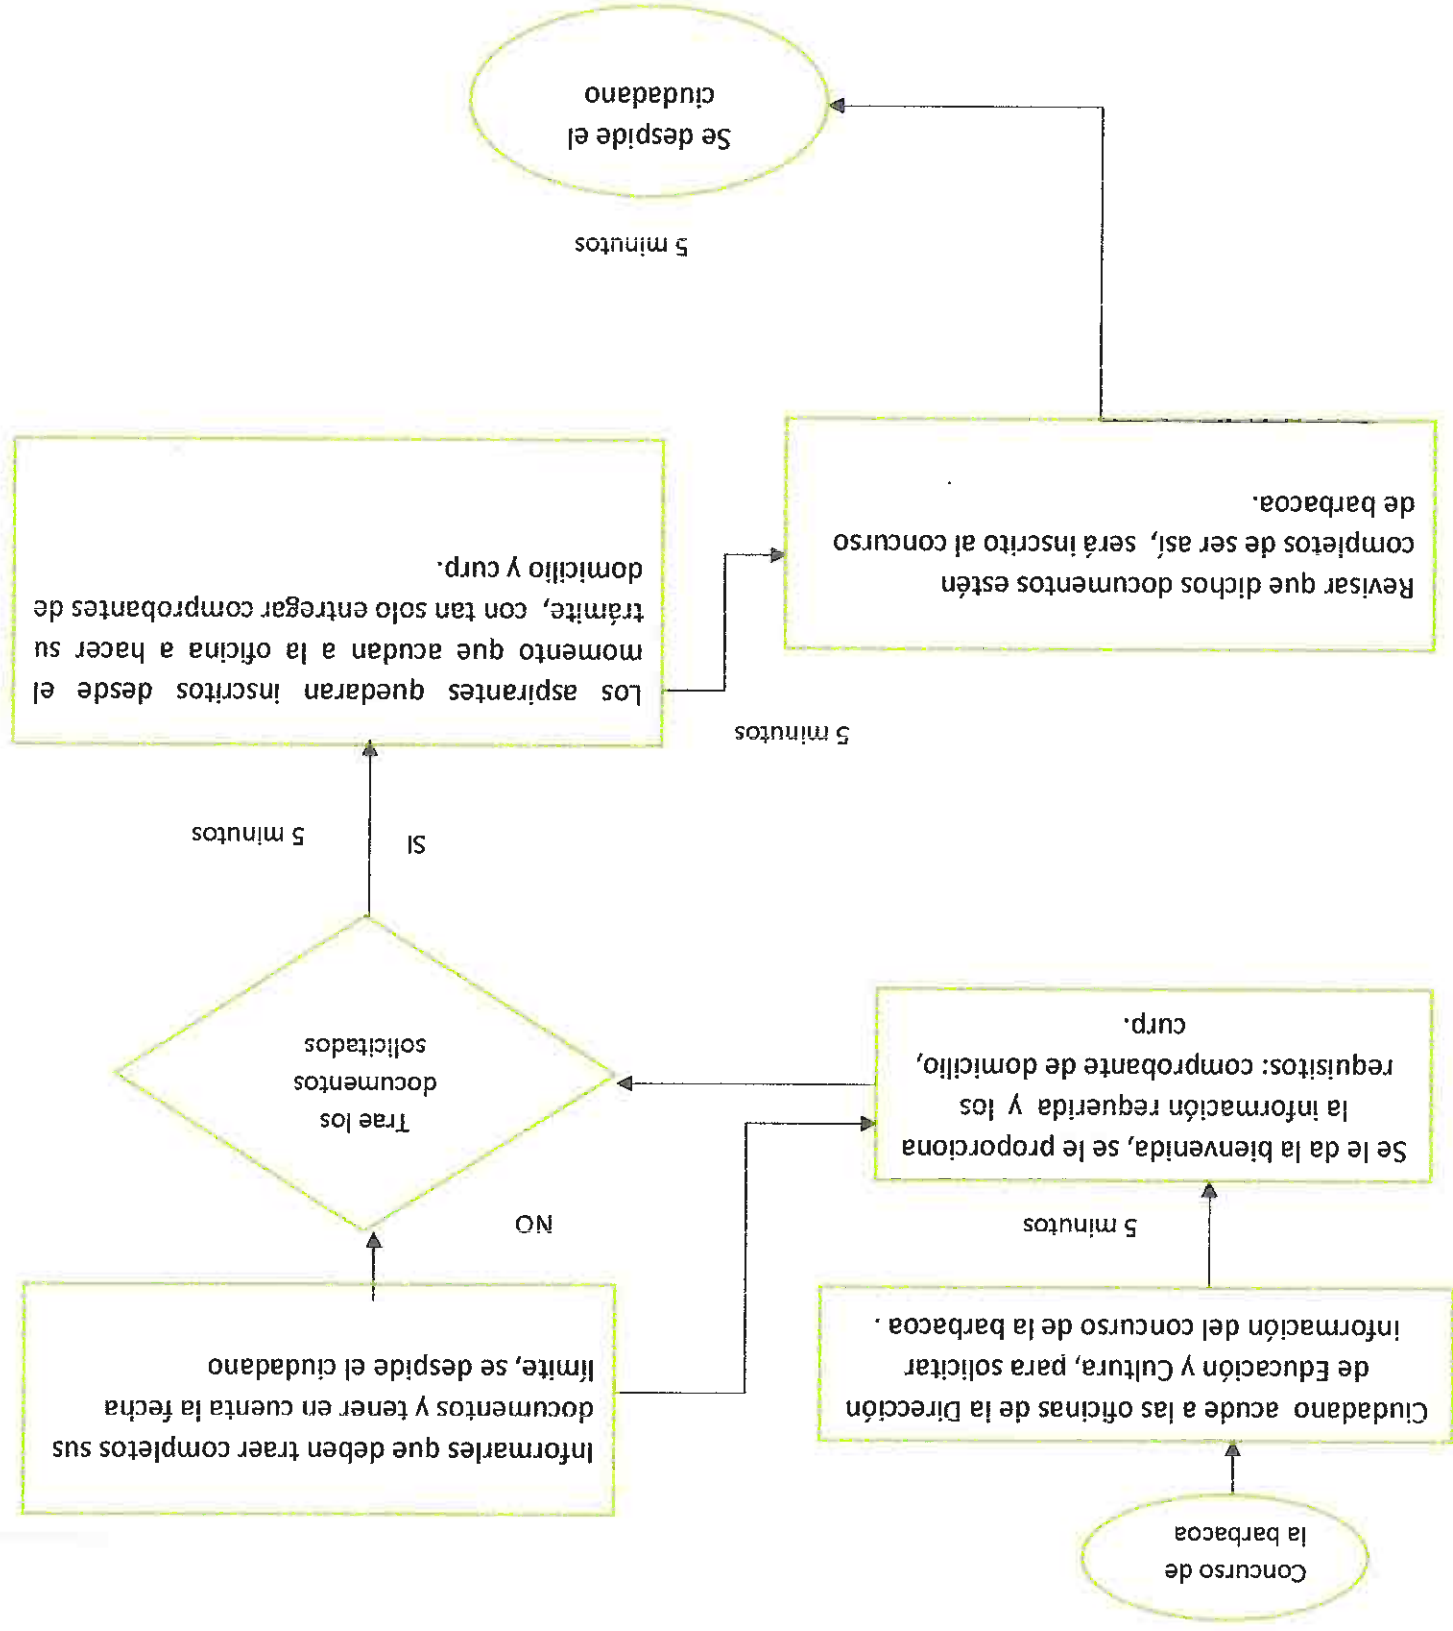 Concurso de
la barbacoa
Ciudadano acude a las oficinas de la Dirección
de Educación y Cultura, para solicitar
información del concurso de la barbacoa .
Informarles que deben traer completos sus
documentos y tener en cuenta la fecha
límite, se despide el ciudadano
5 minutos
NO
Se le da la bienvenida, se le proporciona
la información requerida y los
requisitos: comprobante de domicilio,
curp.
Trae los
documentos
solicitados
SI
5 minutos
Los aspirantes quedaran inscritos desde el
momento que acudan a la oficina a hacer su
trámite, con tan solo entregar comprobantes de
domicilio y curp.
5 minutos
Revisar que dichos documentos estén
completos de ser así, será inscrito al concurso
de barbacoa.
5 minutos
Se despide el
ciudadano